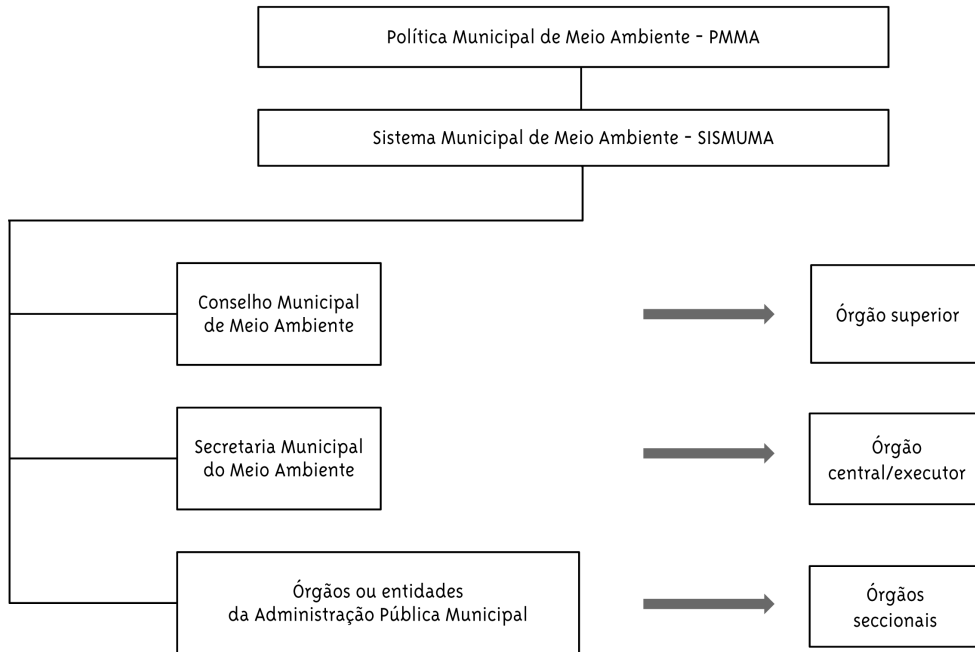 Política Municipal de Meio Ambiente - PMMA
Sistema Municipal de Meio Ambiente - SISMUMA
Conselho Municipal
de Meio Ambiente
Órgão superior
Secretaria Municipal
do Meio Ambiente
Órgão
central/executor
Órgãos ou entidades
da Administração Pública Municipal
Órgãos
seccionais